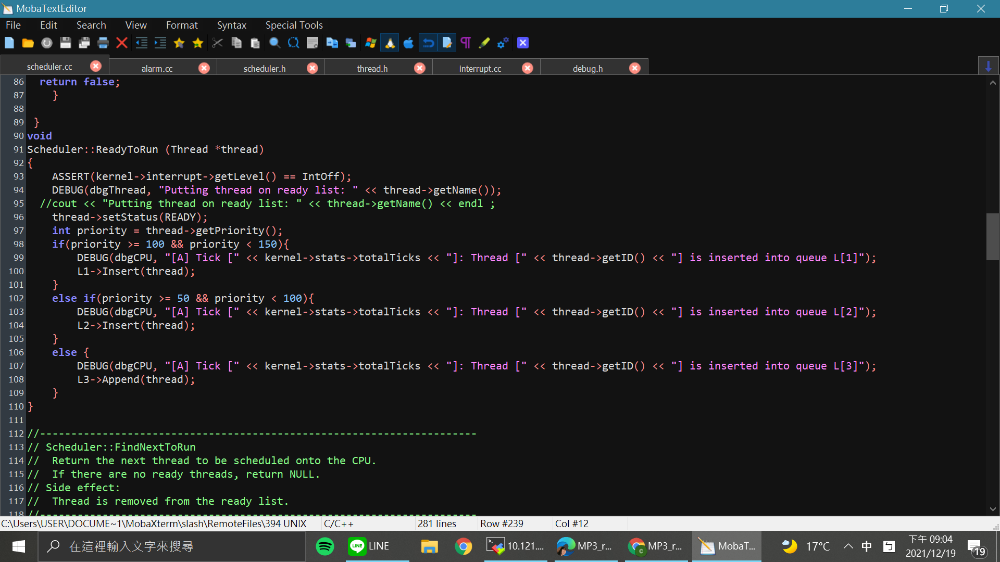 MobaTextEditor
File Edit Search View Format Syntax Special Tools
scheduler.cc alarm.cc scheduler.h thread.h interrupt.cc debug.h
86   return false;
87     }
88
89  }
90 void
91 Scheduler::ReadyToRun (Thread *thread)
92 {
93     ASSERT(kernel->interrupt->getLevel() == IntOff);
94     DEBUG(dbgThread, "Putting thread on ready list: " << thread->getName());
95   //cout << "Putting thread on ready list: " << thread->getName() << endl ;
96     thread->setStatus(READY);
97     int priority = thread->getPriority();
98     if(priority >= 100 && priority < 150){
99         DEBUG(dbgCPU, "[A] Tick [" << kernel->stats->totalTicks << "]: Thread [" << thread->getID() << "] is inserted into queue L[1]");
100         L1->Insert(thread);
101     }
102     else if(priority >= 50 && priority < 100){
103         DEBUG(dbgCPU, "[A] Tick [" << kernel->stats->totalTicks << "]: Thread [" << thread->getID() << "] is inserted into queue L[2]");
104         L2->Insert(thread);
105     }
106     else {
107         DEBUG(dbgCPU, "[A] Tick [" << kernel->stats->totalTicks << "]: Thread [" << thread->getID() << "] is inserted into queue L[3]");
108         L3->Append(thread);
109     }
110 }
111
112 //----------------------------------------------------------------------
113 // Scheduler::FindNextToRun
114 //  Return the next thread to be scheduled onto the CPU.
115 //  If there are no ready threads, return NULL.
116 // Side effect:
117 //  Thread is removed from the ready list.
118 //----------------------------------------------------------------------
C:\Users\USER\DOCUME~1\MobaXterm\slash\RemoteFiles\394 UNIX C/C++ 281 lines Row #239 Col #12
在這裡輸入文字來搜尋 LINE 10.121.... MP3_r... MP3_r... MobaT... 17°C 中 ㄅ 下午 09:04
2021/12/19 19